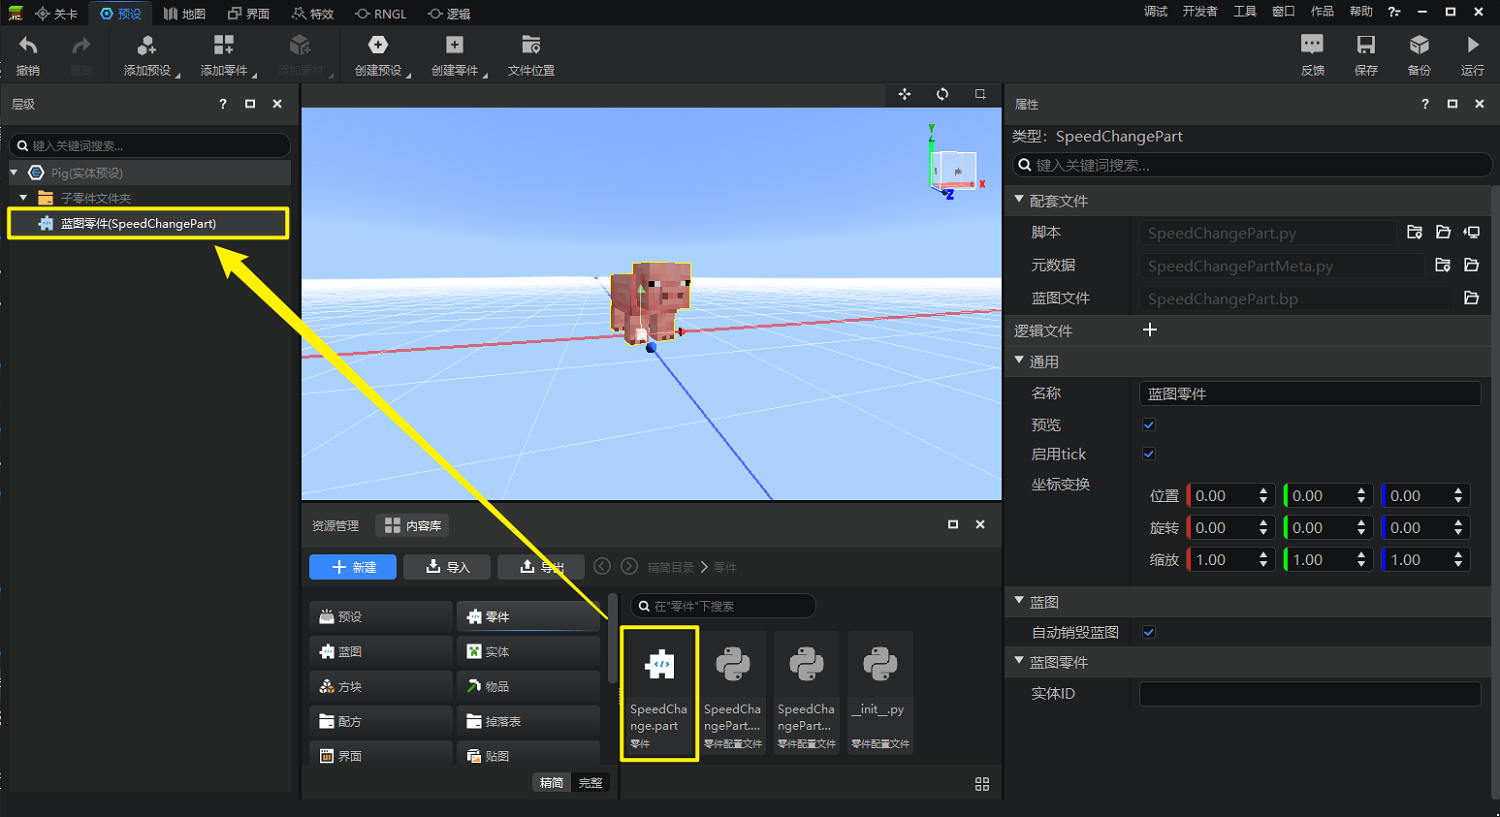 关卡 预设 地图 界面 特效 RNGL 逻辑 调试 开发者 工具 窗口 作品 帮助 ?
撤销 重做 添加预设 添加零件 添加素材 创建预设 创建零件 文件位置 反馈 保存 备份 运行
层级 ?
键入关键词搜索...
Pig(实体预设)
子零件文件夹
蓝图零件(SpeedChangePart)
Y
X
Z
资源管理 内容库
新建 导入 导出 精简目录 > 零件
在"零件"下搜索
预设 零件
蓝图 实体
方块 物品
配方 掉落表
界面 贴图
精简 完整
SpeedCha
nge.part
零件
SpeedCha
ngePart....
零件配置文件
SpeedCha
ngePart...
零件配置文件
__init__.py
零件配置文件
属性 ?
类型: SpeedChangePart
键入关键词搜索...
配套文件
脚本 SpeedChangePart.py
元数据 SpeedChangePartMeta.py
蓝图文件 SpeedChangePart.bp
逻辑文件 +
通用
名称 蓝图零件
预览
启用tick
坐标变换
位置 0.00 0.00 0.00
旋转 0.00 0.00 0.00
缩放 1.00 1.00 1.00
蓝图
自动销毁蓝图
蓝图零件
实体ID